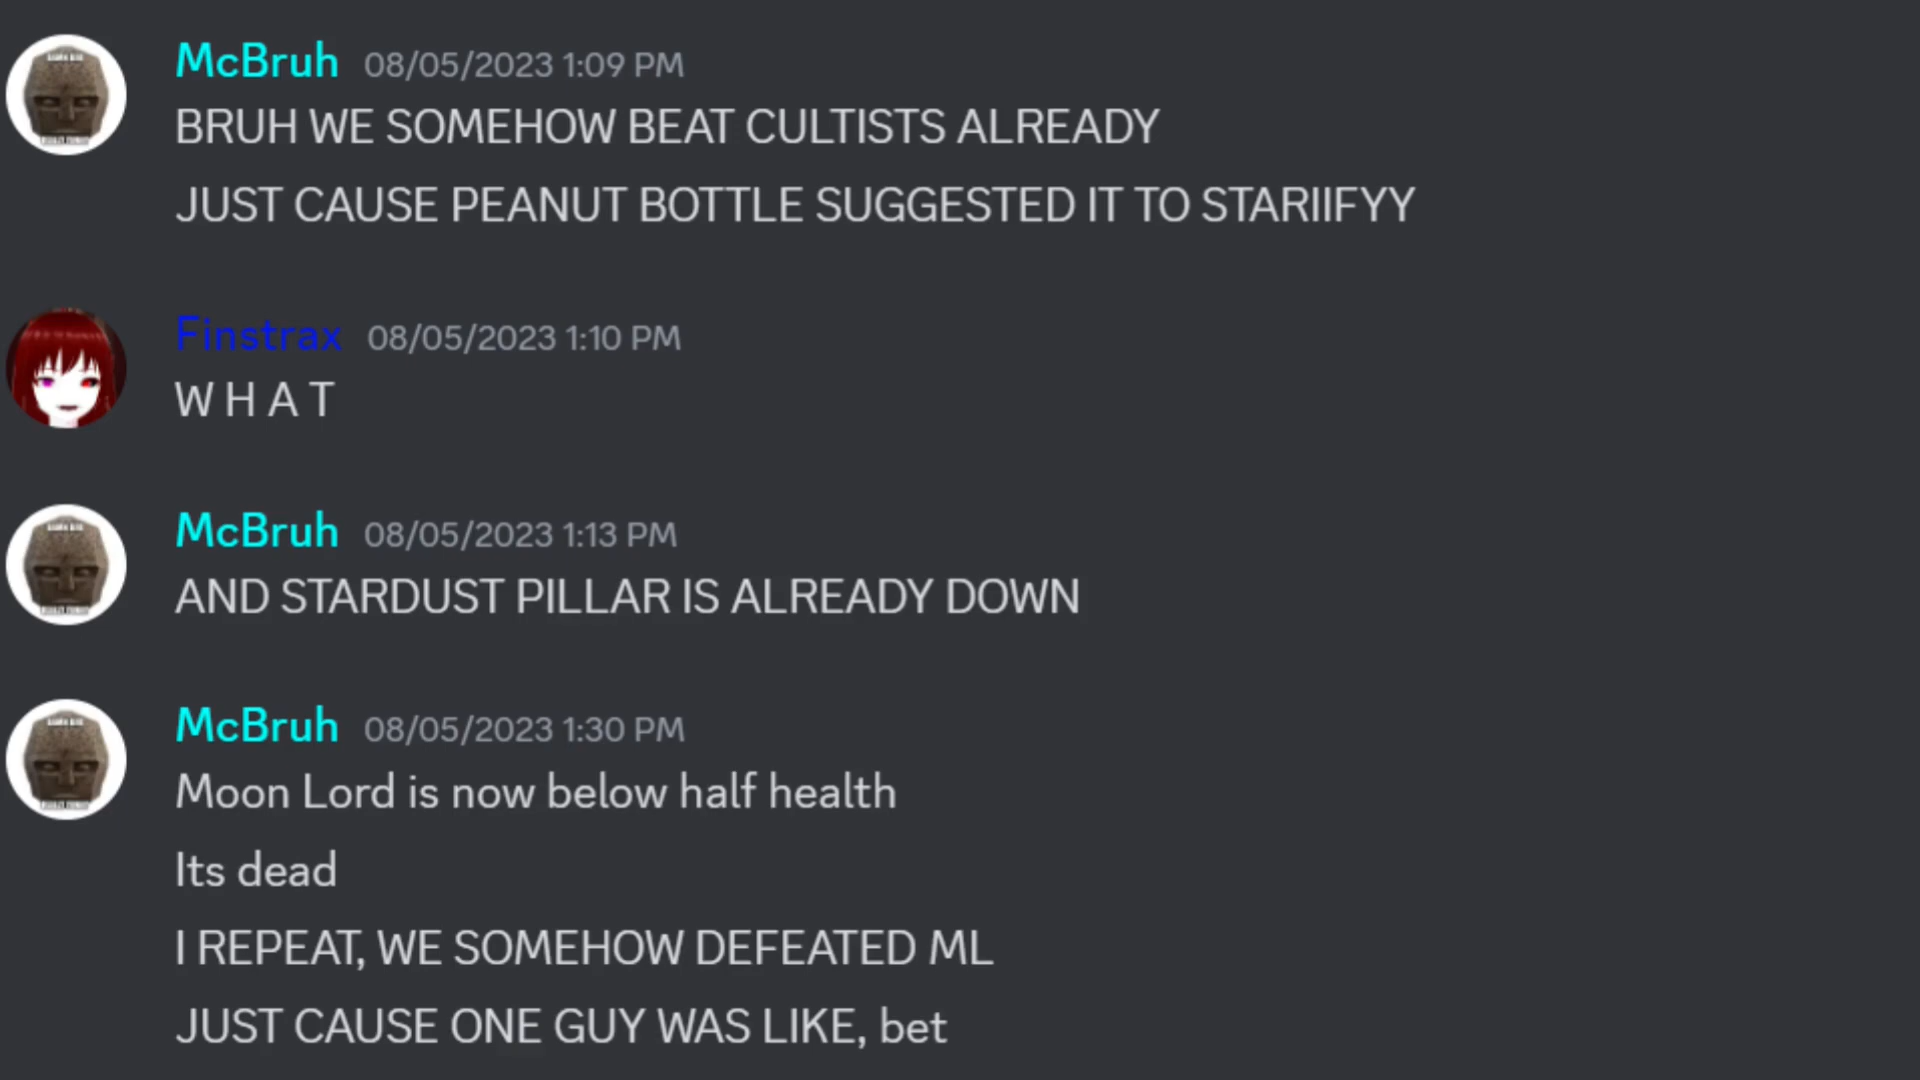 McBruh 08/05/2023 1:09 PM
BRUH WE SOMEHOW BEAT CULTISTS ALREADY
JUST CAUSE PEANUT BOTTLE SUGGESTED IT TO STARIIFYY
Finstrax 08/05/2023 1:10 PM
W H A T
McBruh 08/05/2023 1:13 PM
AND STARDUST PILLAR IS ALREADY DOWN
McBruh 08/05/2023 1:30 PM
Moon Lord is now below half health
Its dead
I REPEAT, WE SOMEHOW DEFEATED ML
JUST CAUSE ONE GUY WAS LIKE, bet